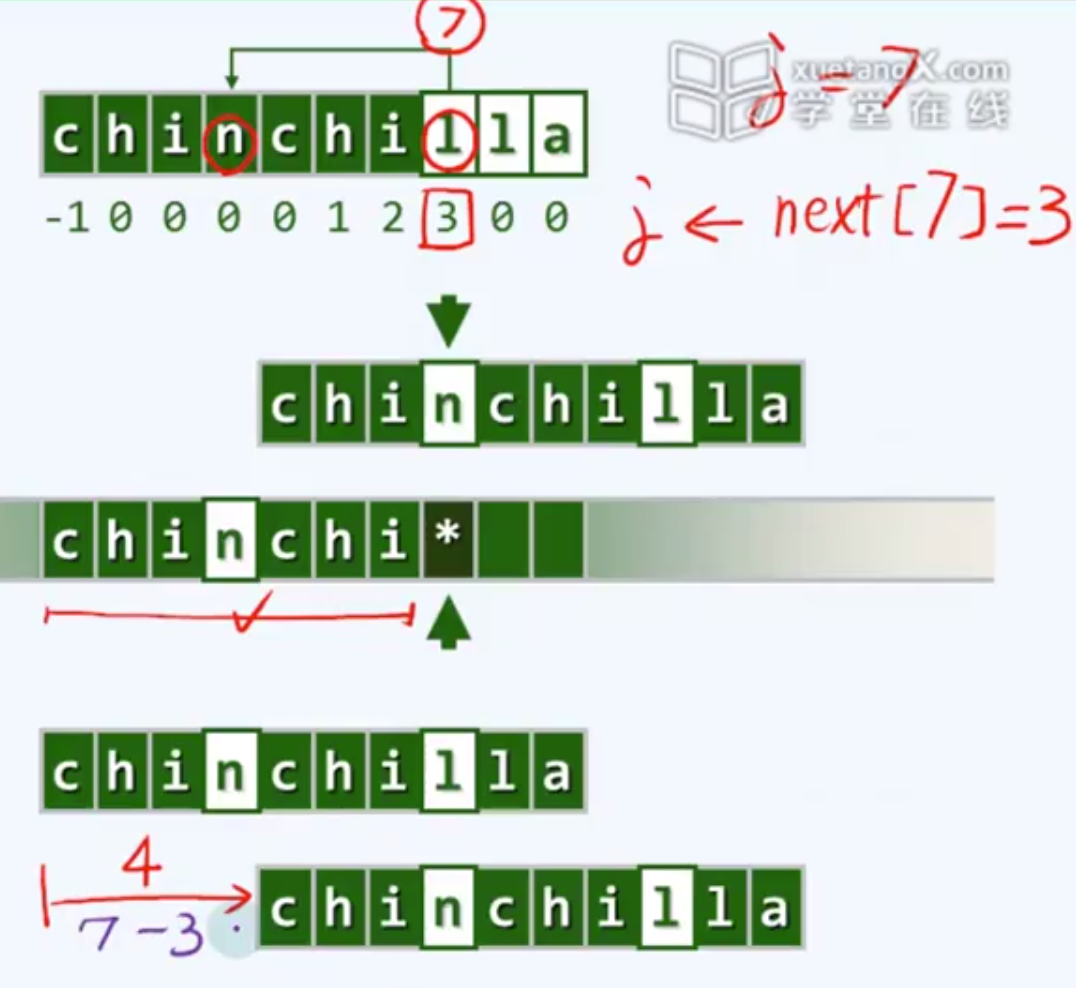 7
xuetangX.com
学堂在线
j = 7
c h i n c h i l l a
-1 0 0 0 0 1 2 3 0 0
j ← next[7]=3
c h i n c h i l l a
c h i n c h i *
c h i n c h i l l a
4
7-3
c h i n c h i l l a